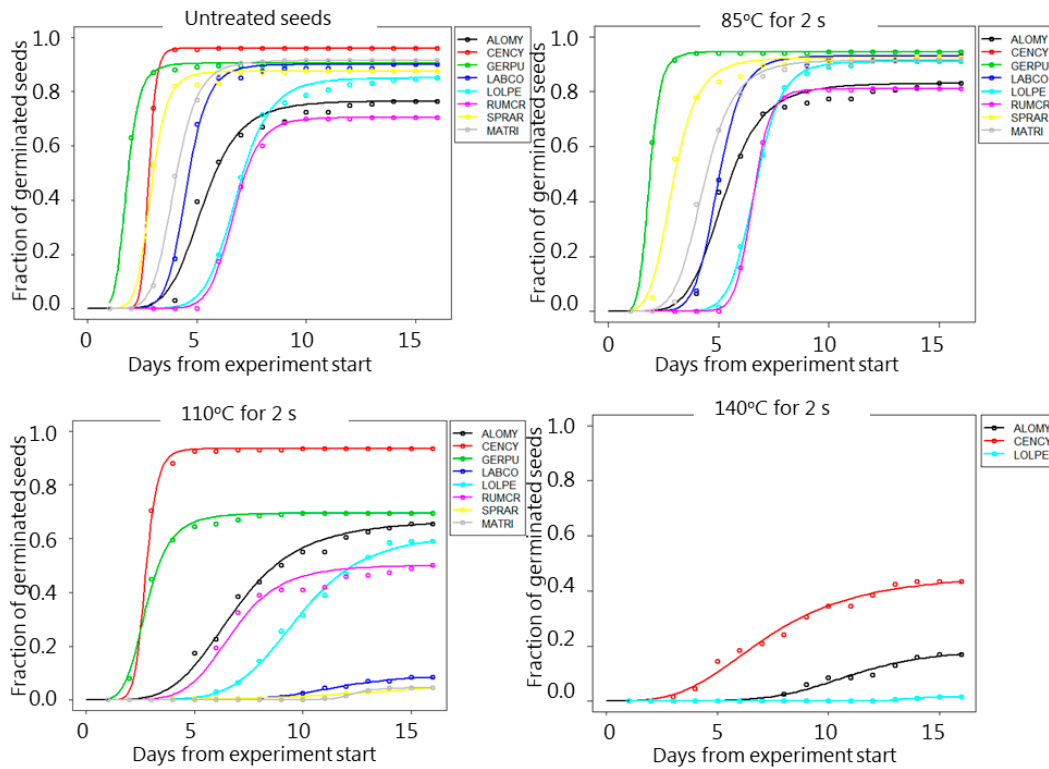 Untreated seeds
Fraction of germinated seeds
1.0
0.8
0.6
0.4
0.2
0.0
0 5 10 15
Days from experiment start
ALOMY
CENCY
GERPU
LABCO
LOLPE
RUMCR
SPRAR
MATRI
85ºC for 2 s
Fraction of germinated seeds
1.0
0.8
0.6
0.4
0.2
0.0
0 5 10 15
Days from experiment start
ALOMY
CENCY
GERPU
LABCO
LOLPE
RUMCR
SPRAR
MATRI
110ºC for 2 s
Fraction of germinated seeds
1.0
0.8
0.6
0.4
0.2
0.0
0 5 10 15
Days from experiment start
ALOMY
CENCY
GERPU
LABCO
LOLPE
RUMCR
SPRAR
MATRI
140ºC for 2 s
Fraction of germinated seeds
1.0
0.8
0.6
0.4
0.2
0.0
0 5 10 15
Days from experiment start
ALOMY
CENCY
LOLPE